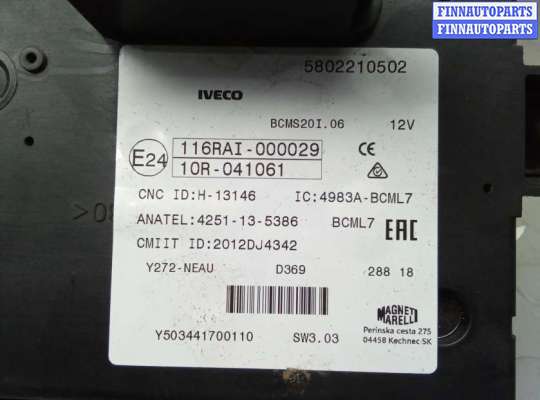 FINNAUTOPARTS
FINNAUTOPARTS
FINNAUTOPARTS
5802210502
IVECO
BCMS20I.06 12V
E24
116RAI-000029
10R-041061
CE
CNC ID:H-13146 IC:4983A-BCML7
ANATEL:4251-13-5386 BCML7
EAC
CMIIT ID:2012DJ4342
Y272-NEAU D369 288 18
MAGNETI
MARELLI
Perinska cesta 275
04458 Kechnec SK
Y503441700110 SW3.03